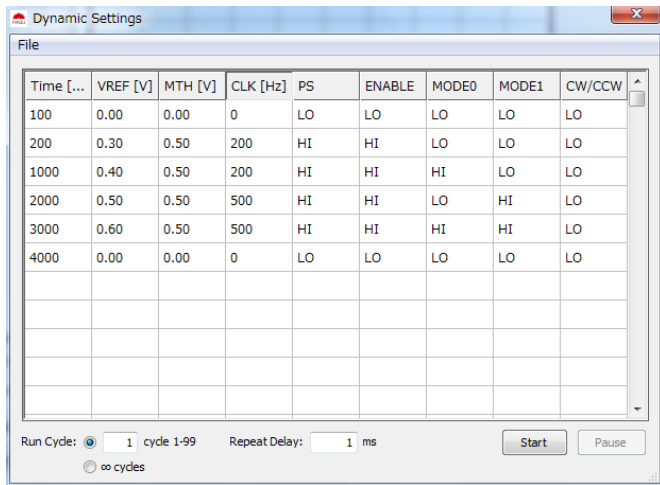 Dynamic Settings
File
Time [... VREF [V] MTH [V] CLK [Hz] PS ENABLE MODE0 MODE1 CW/CCW
100 0.00 0.00 0 LO LO LO LO LO
200 0.30 0.50 200 HI HI LO LO LO
1000 0.40 0.50 200 HI HI HI LO LO
2000 0.50 0.50 500 HI HI LO HI LO
3000 0.60 0.50 500 HI HI HI HI LO
4000 0.00 0.00 0 LO LO LO LO LO
Run Cycle: 1 cycle 1-99 Repeat Delay: 1 ms Start Pause
∞ cycles